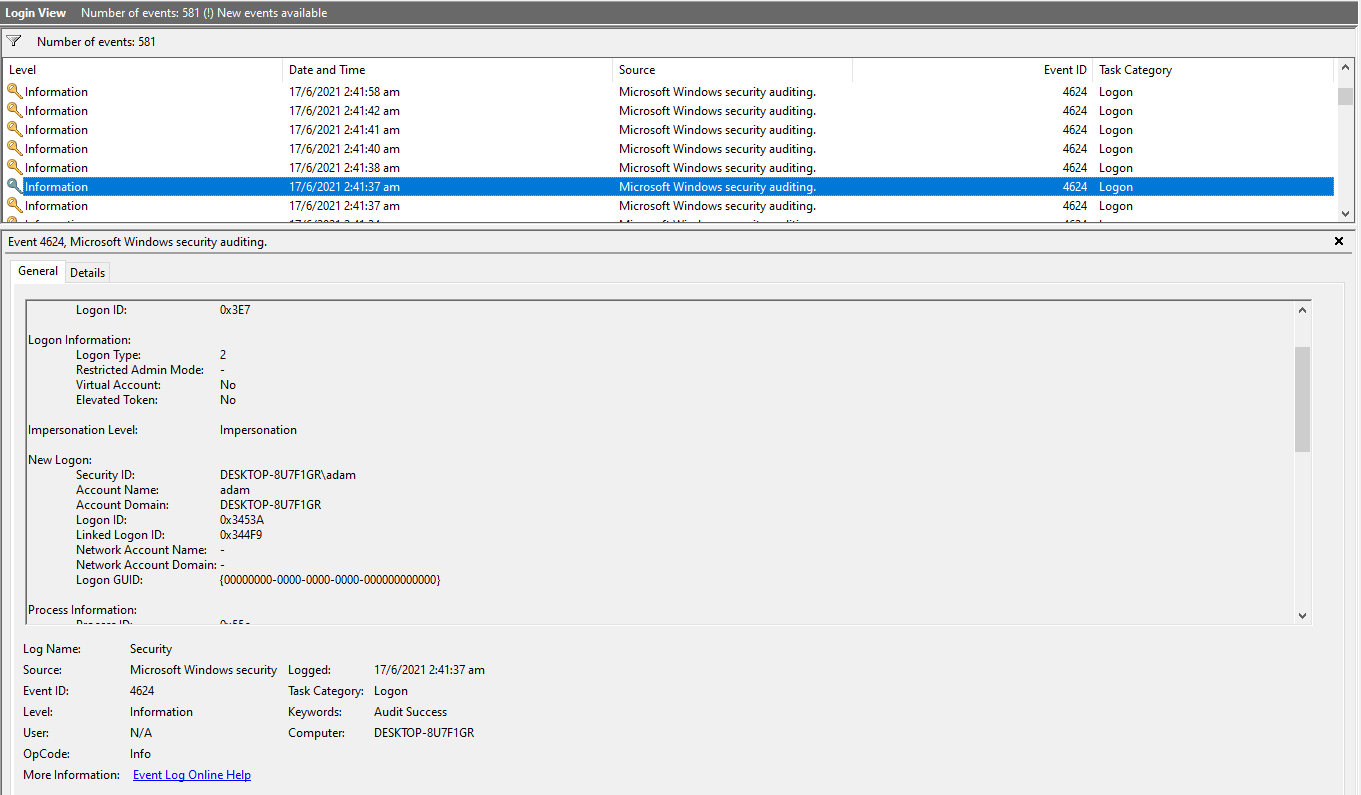 Login View Number of events: 581 (!) New events available
Number of events: 581
Level Date and Time Source Event ID Task Category
Information 17/6/2021 2:41:58 am Microsoft Windows security auditing. 4624 Logon
Information 17/6/2021 2:41:42 am Microsoft Windows security auditing. 4624 Logon
Information 17/6/2021 2:41:41 am Microsoft Windows security auditing. 4624 Logon
Information 17/6/2021 2:41:40 am Microsoft Windows security auditing. 4624 Logon
Information 17/6/2021 2:41:38 am Microsoft Windows security auditing. 4624 Logon
Information 17/6/2021 2:41:37 am Microsoft Windows security auditing. 4624 Logon
Information 17/6/2021 2:41:37 am Microsoft Windows security auditing. 4624 Logon
Event 4624, Microsoft Windows security auditing.
General Details
Logon ID: 0x3E7
Logon Information:
Logon Type: 2
Restricted Admin Mode: -
Virtual Account: No
Elevated Token: No
Impersonation Level: Impersonation
New Logon:
Security ID: DESKTOP-8U7F1GR\adam
Account Name: adam
Account Domain: DESKTOP-8U7F1GR
Logon ID: 0x3453A
Linked Logon ID: 0x344F9
Network Account Name: -
Network Account Domain: -
Logon GUID: {00000000-0000-0000-0000-000000000000}
Process Information:
Log Name: Security
Source: Microsoft Windows security Logged: 17/6/2021 2:41:37 am
Event ID: 4624 Task Category: Logon
Level: Information Keywords: Audit Success
User: N/A Computer: DESKTOP-8U7F1GR
OpCode: Info
More Information: Event Log Online Help